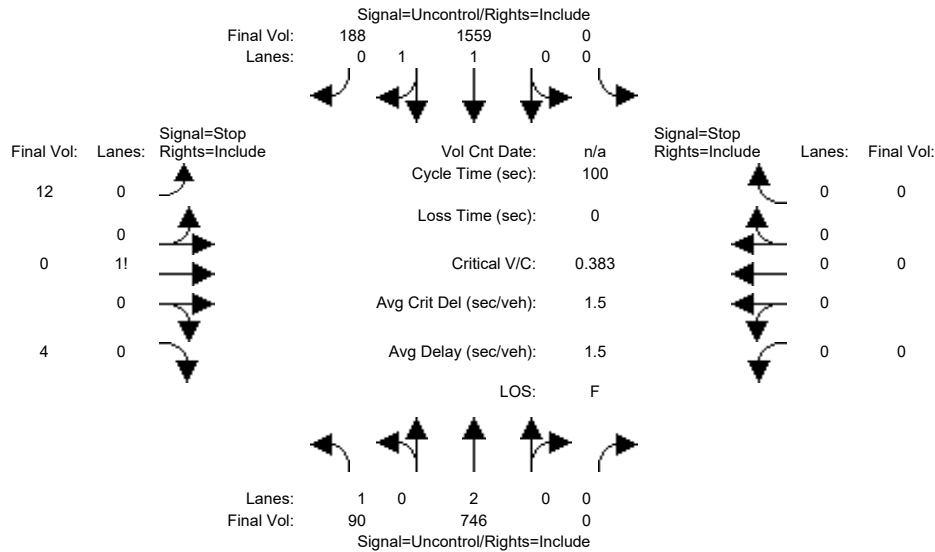 Signal=Uncontrol/Rights=Include
Final Vol: 188 1559 0
Lanes: 0 1 1 0 0
Signal=Stop Signal=Stop
Final Vol: Lanes: Rights=Include Vol Cnt Date: n/a Rights=Include Lanes: Final Vol:
Cycle Time (sec): 100
12 0 0 0
Loss Time (sec): 0
0 0
0 1! Critical V/C: 0.383 0 0
0 Avg Crit Del (sec/veh): 1.5 0
4 0 Avg Delay (sec/veh): 1.5 0 0
LOS: F
Lanes: 1 0 2 0 0
Final Vol: 90 746 0
Signal=Uncontrol/Rights=Include